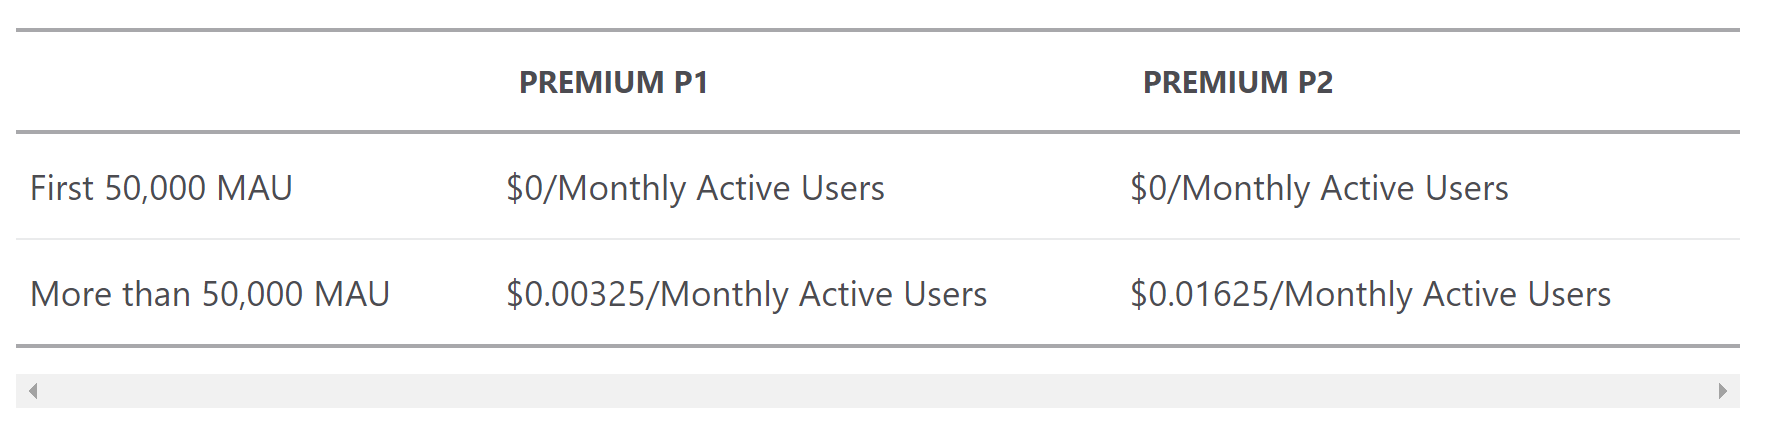 PREMIUM P1 PREMIUM P2
First 50,000 MAU $0/Monthly Active Users $0/Monthly Active Users
More than 50,000 MAU $0.00325/Monthly Active Users $0.01625/Monthly Active Users